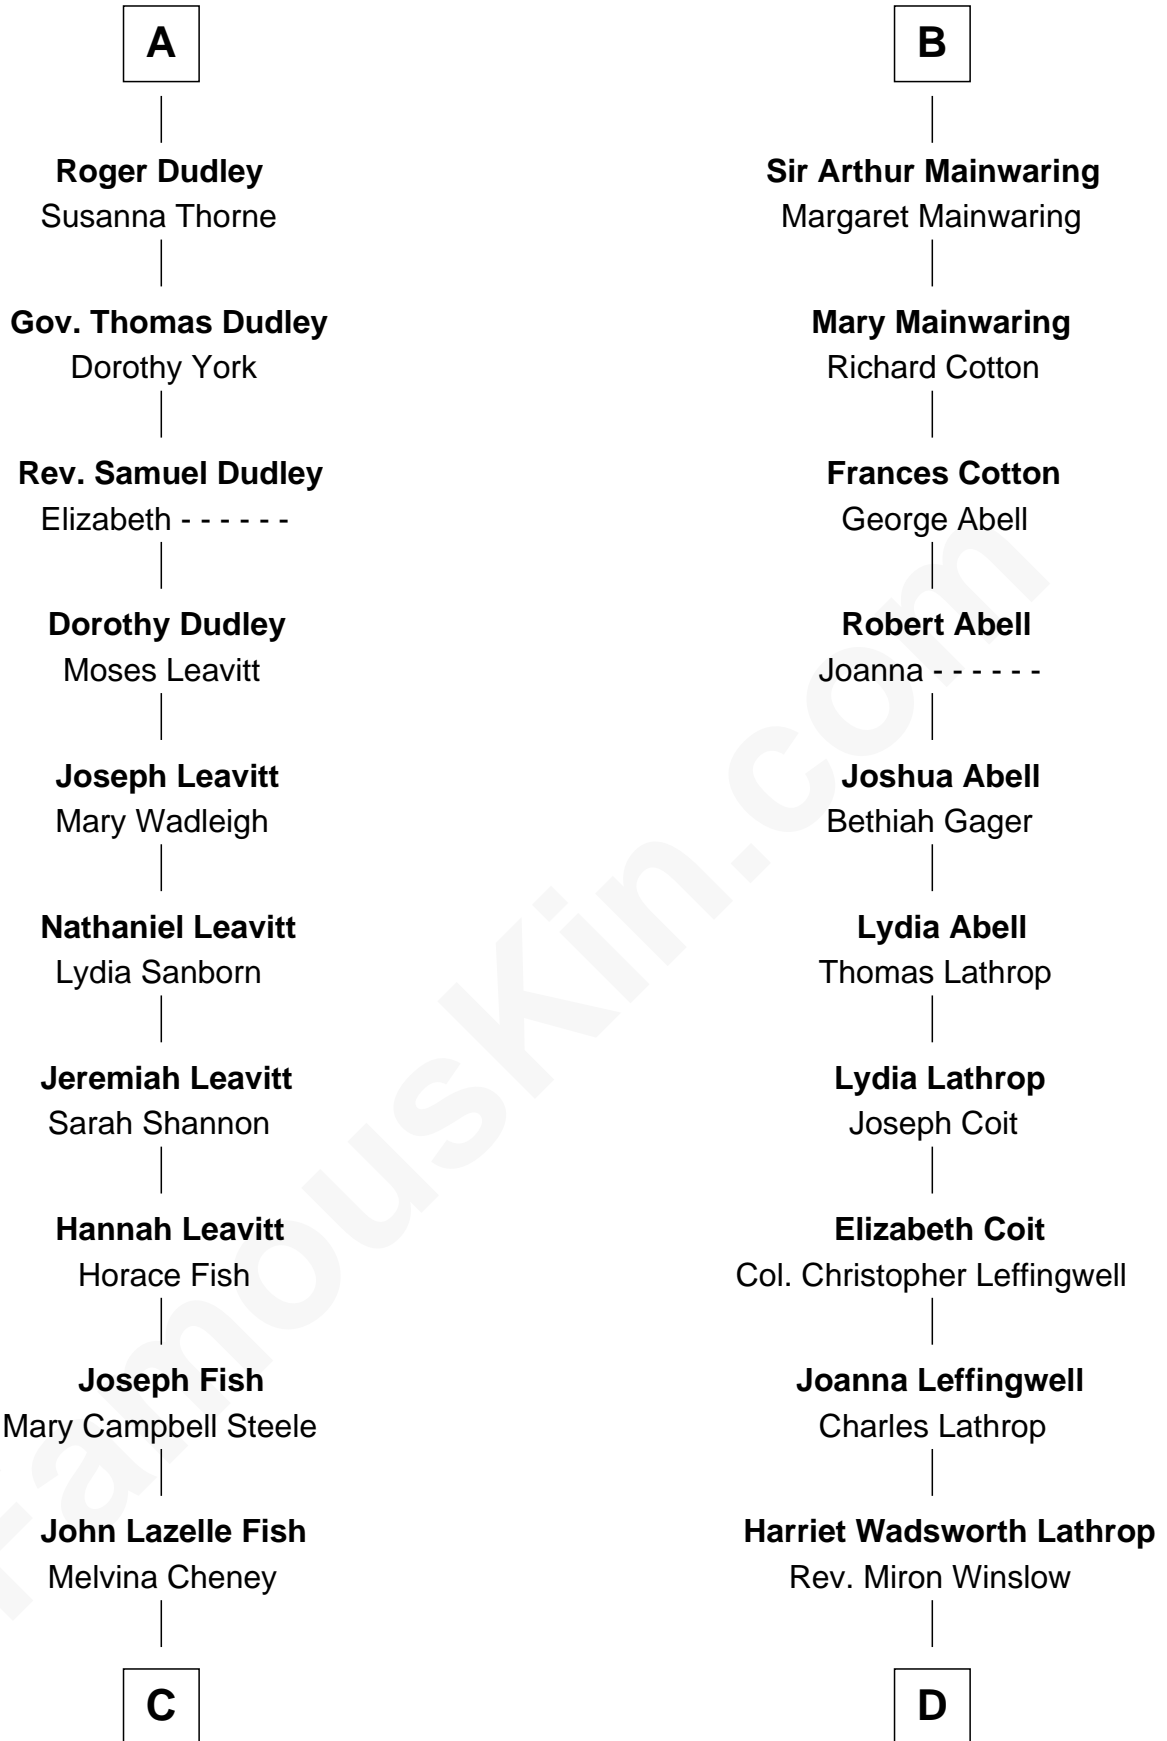 A
Roger Dudley
Susanna Thorne
Gov. Thomas Dudley
Dorothy York
Rev. Samuel Dudley
Elizabeth - - - - - -
Dorothy Dudley
Moses Leavitt
Joseph Leavitt
Mary Wadleigh
Nathaniel Leavitt
Lydia Sanborn
Jeremiah Leavitt
Sarah Shannon
Hannah Leavitt
Horace Fish
Joseph Fish
Mary Campbell Steele
John Lazelle Fish
Melvina Cheney
C
B
Sir Arthur Mainwaring
Margaret Mainwaring
Mary Mainwaring
Richard Cotton
Frances Cotton
George Abell
Robert Abell
Joanna - - - - - -
Joshua Abell
Bethiah Gager
Lydia Abell
Thomas Lathrop
Lydia Lathrop
Joseph Coit
Elizabeth Coit
Col. Christopher Leffingwell
Joanna Leffingwell
Charles Lathrop
Harriet Wadsworth Lathrop
Rev. Miron Winslow
D
FamousKin.com